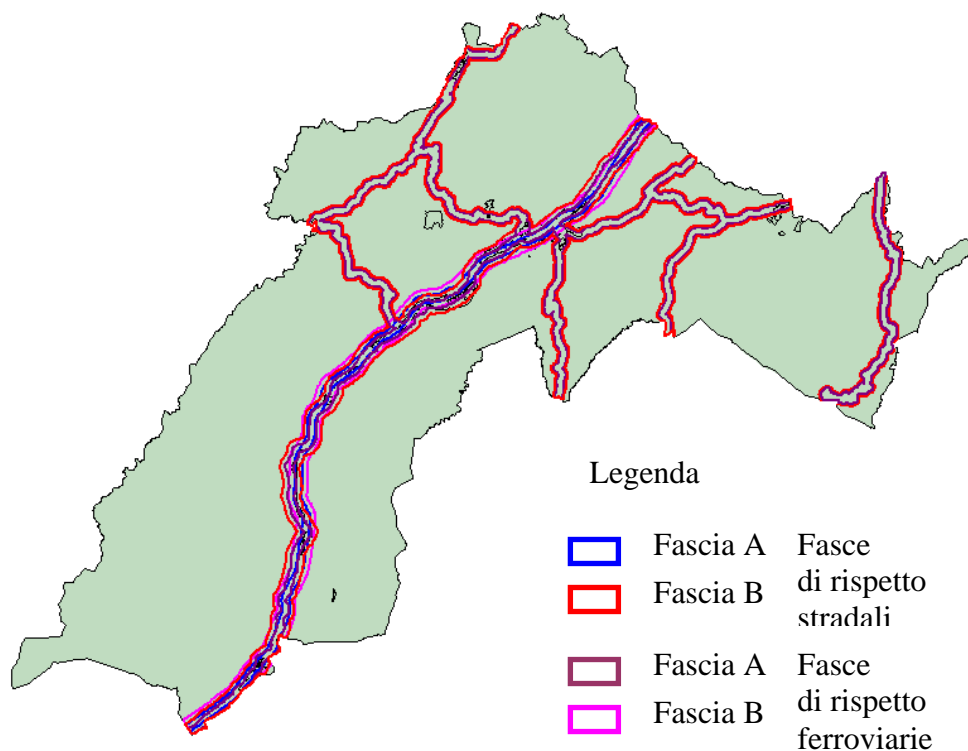 Legenda
Fascia A Fasce
di rispetto
Fascia B
stradali
Fascia A Fasce
di rispetto
Fascia B
ferroviarie